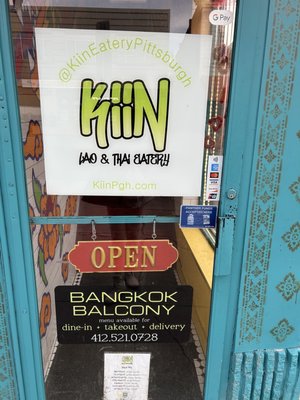 G Pay
@KiinEateryPittsburgh
KiiN
LAO & THAI EATERY
KiinPgh.com
OPEN
BANGKOK
BALCONY
menu available for
dine-in • takeout • delivery
412.521.0728